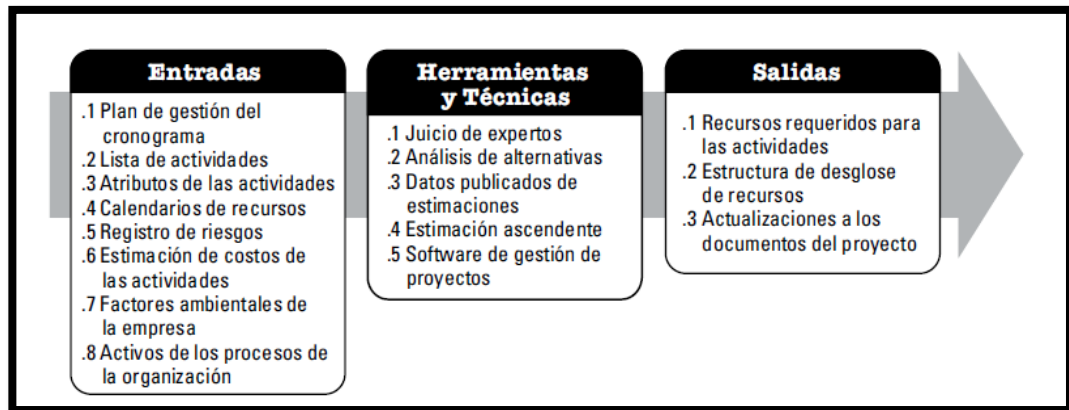 Entradas
.1 Plan de gestión del
cronograma
.2 Lista de actividades
.3 Atributos de las actividades
.4 Calendarios de recursos
.5 Registro de riesgos
.6 Estimación de costos de
las actividades
.7 Factores ambientales de
la empresa
.8 Activos de los procesos de
la organización
Herramientas
y Técnicas
.1 Juicio de expertos
.2 Análisis de alternativas
.3 Datos publicados de
estimaciones
.4 Estimación ascendente
.5 Software de gestión de
proyectos
Salidas
.1 Recursos requeridos para
las actividades
.2 Estructura de desglose
de recursos
.3 Actualizaciones a los
documentos del proyecto